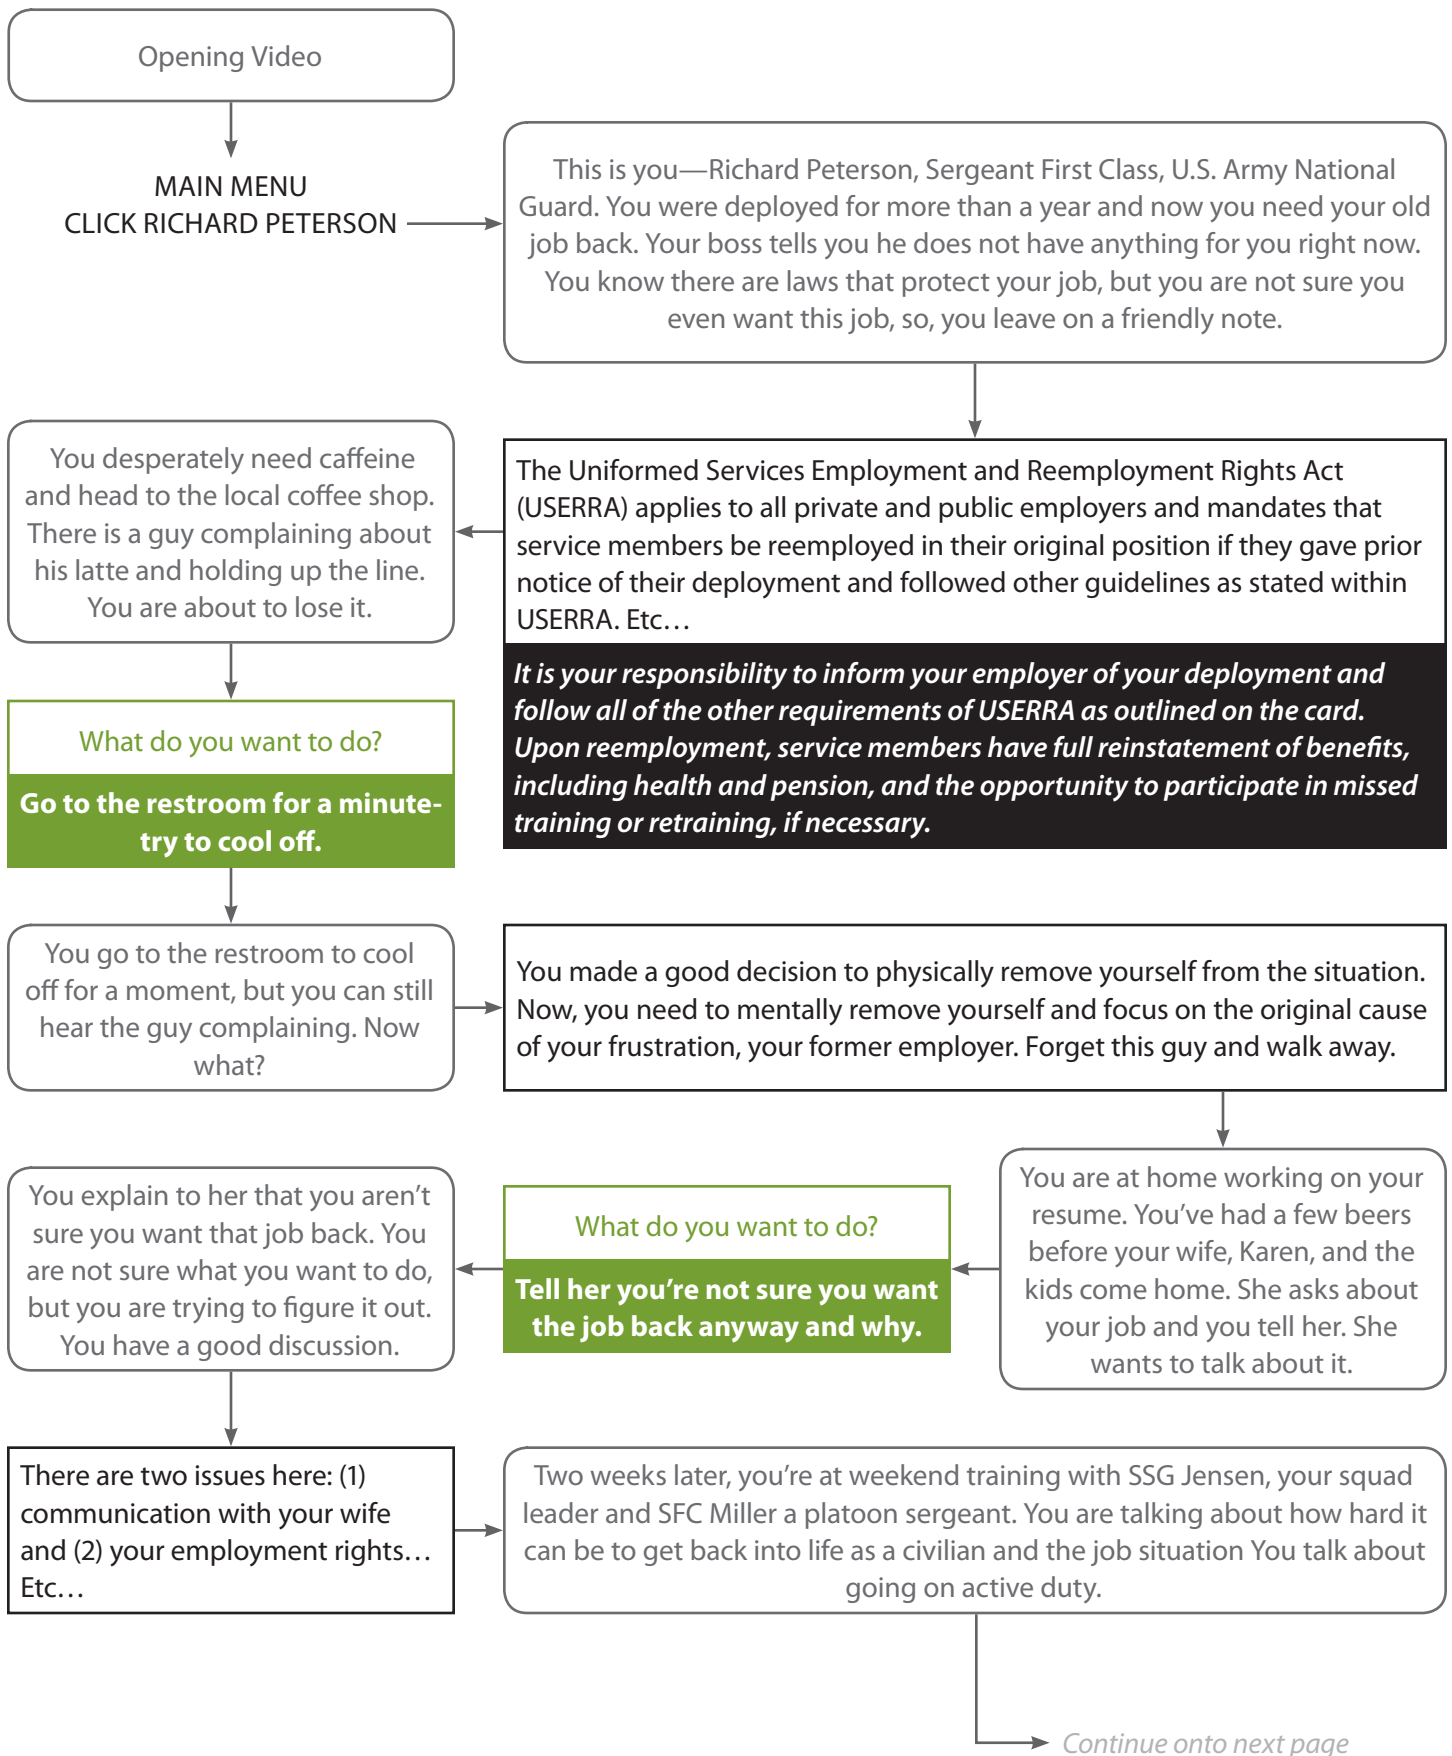 Opening Video
MAIN MENU
CLICK RICHARD PETERSON
This is you—Richard Peterson, Sergeant First Class, U.S. Army National
Guard. You were deployed for more than a year and now you need your old
job back. Your boss tells you he does not have anything for you right now.
You know there are laws that protect your job, but you are not sure you
even want this job, so, you leave on a friendly note.
The Uniformed Services Employment and Reemployment Rights Act
(USERRA) applies to all private and public employers and mandates that
service members be reemployed in their original position if they gave prior
notice of their deployment and followed other guidelines as stated within
USERRA. Etc…
It is your responsibility to inform your employer of your deployment and
follow all of the other requirements of USERRA as outlined on the card.
Upon reemployment, service members have full reinstatement of benefits,
including health and pension, and the opportunity to participate in missed
training or retraining, if necessary.
You desperately need caffeine
and head to the local coffee shop.
There is a guy complaining about
his latte and holding up the line.
You are about to lose it.
What do you want to do?
Go to the restroom for a minute-
try to cool off.
You go to the restroom to cool
off for a moment, but you can still
hear the guy complaining. Now
what?
You made a good decision to physically remove yourself from the situation.
Now, you need to mentally remove yourself and focus on the original cause
of your frustration, your former employer. Forget this guy and walk away.
You are at home working on your
resume. You've had a few beers
before your wife, Karen, and the
kids come home. She asks about
your job and you tell her. She
wants to talk about it.
What do you want to do?
Tell her you're not sure you want
the job back anyway and why.
You explain to her that you aren't
sure you want that job back. You
are not sure what you want to do,
but you are trying to figure it out.
You have a good discussion.
There are two issues here: (1)
communication with your wife
and (2) your employment rights…
Etc…
Two weeks later, you're at weekend training with SSG Jensen, your squad
leader and SFC Miller a platoon sergeant. You are talking about how hard it
can be to get back into life as a civilian and the job situation You talk about
going on active duty.
Continue onto next page